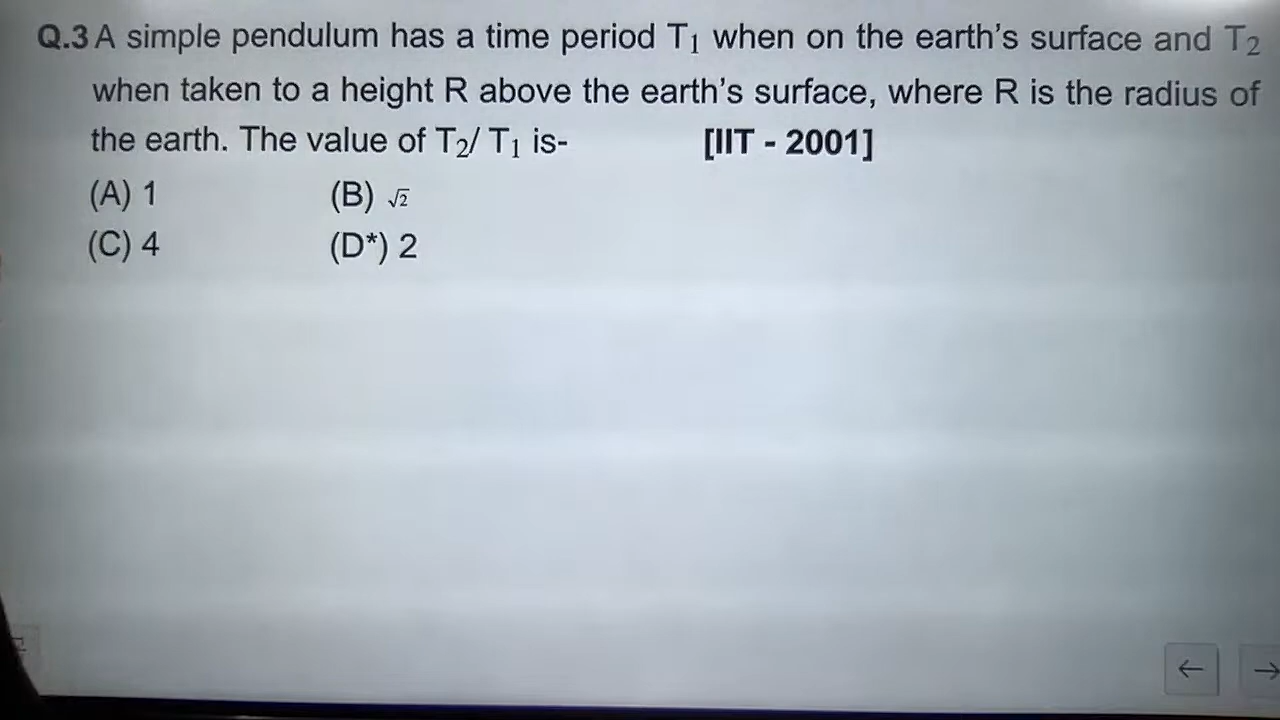 Q.3 A simple pendulum has a time period T1 when on the earth's surface and T2
when taken to a height R above the earth's surface, where R is the radius of
the earth. The value of T2/ T1 is- [IIT - 2001]
(A) 1 (B) √2
(C) 4 (D*) 2
← →